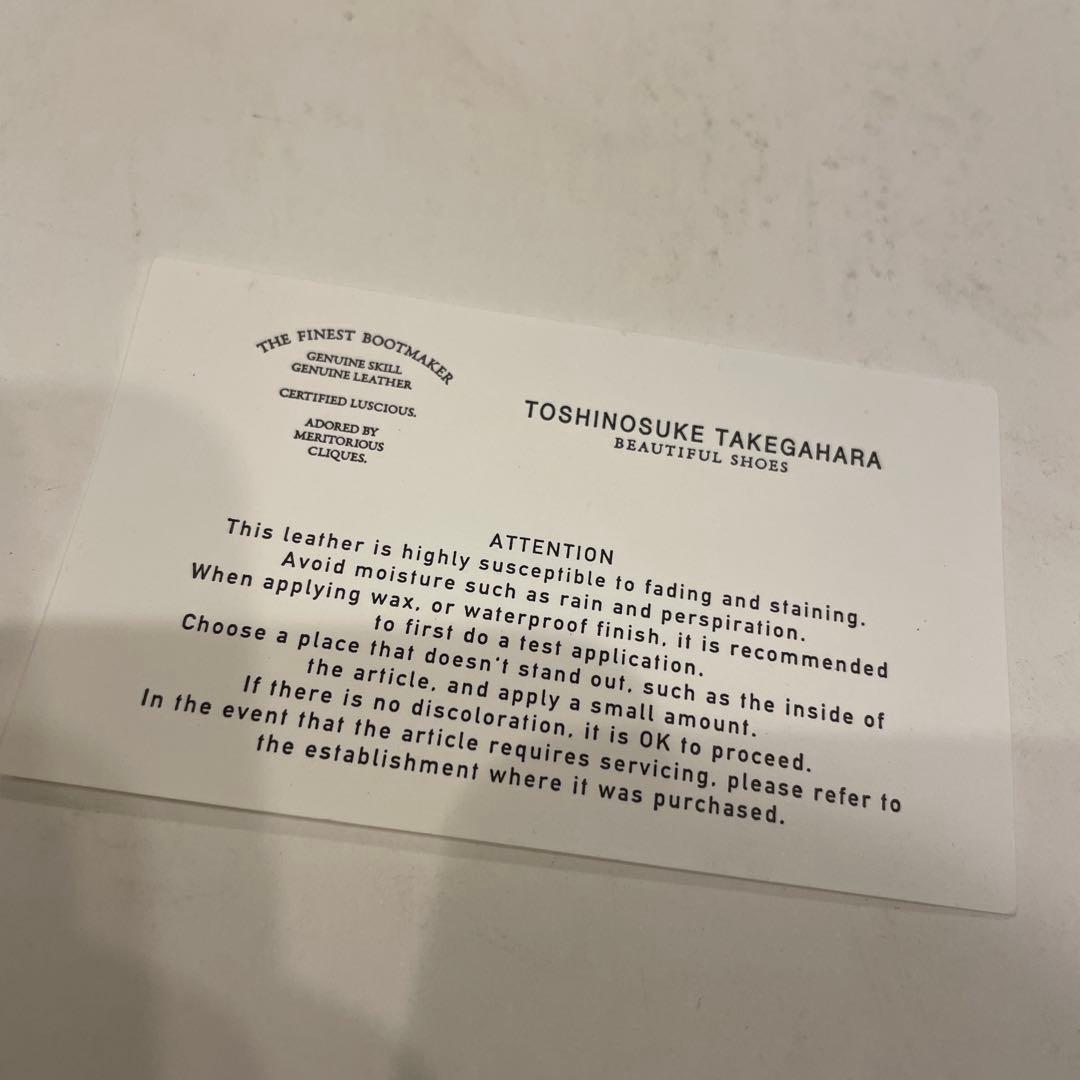 THE FINEST BOOTMAKER
GENUINE SKILL
GENUINE LEATHER
CERTIFIED LUSCIOUS.
ADORED BY
MERITORIOUS
CLIQUES.
TOSHINOSUKE TAKEGAHARA
BEAUTIFUL SHOES
ATTENTION
This leather is highly susceptible to fading and staining.
Avoid moisture such as rain and perspiration.
When applying wax, or waterproof finish, it is recommended
to first do a test application.
Choose a place that doesn't stand out, such as the inside of
the article, and apply a small amount.
If there is no discoloration, it is OK to proceed.
In the event that the article requires servicing, please refer to
the establishment where it was purchased.